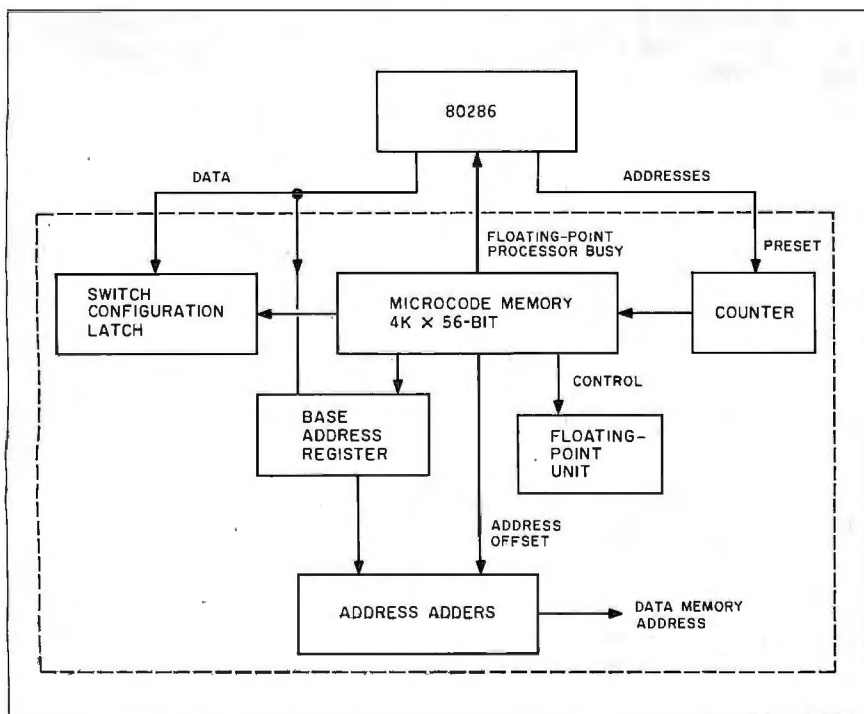 80286
DATA
ADDRESSES
FLOATING-POINT
PROCESSOR BUSY
PRESET
SWITCH
CONFIGURATION
LATCH
MICROCODE MEMORY
4K × 56-BIT
COUNTER
CONTROL
BASE
ADDRESS
REGISTER
FLOATING-
POINT
UNIT
ADDRESS
OFFSET
ADDRESS ADDERS
DATA MEMORY
ADDRESS